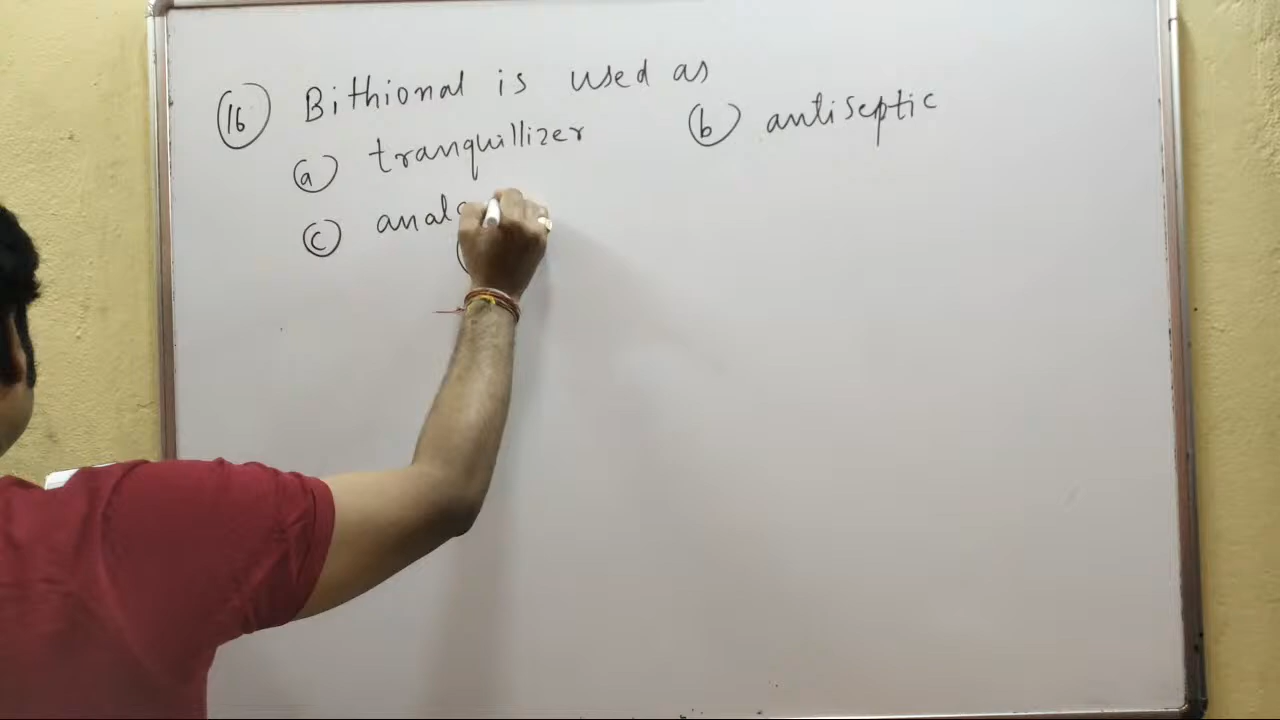 16 Bithional is used as
a tranquillizer b antiseptic
c